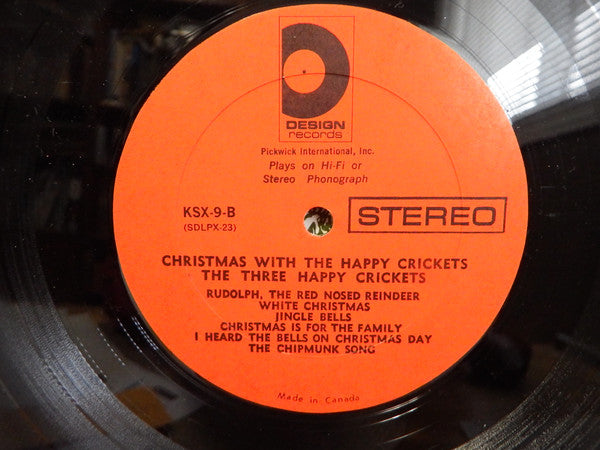 DESIGN
records
Pickwick International, Inc.
Plays on Hi-Fi or
Stereo Phonograph
KSX-9-B
(SDLPX-23)
STEREO
CHRISTMAS WITH THE HAPPY CRICKETS
THE THREE HAPPY CRICKETS
RUDOLPH, THE RED NOSED REINDEER
WHITE CHRISTMAS
JINGLE BELLS
CHRISTMAS IS FOR THE FAMILY
I HEARD THE BELLS ON CHRISTMAS DAY
THE CHIPMUNK SONG
Made in Canada